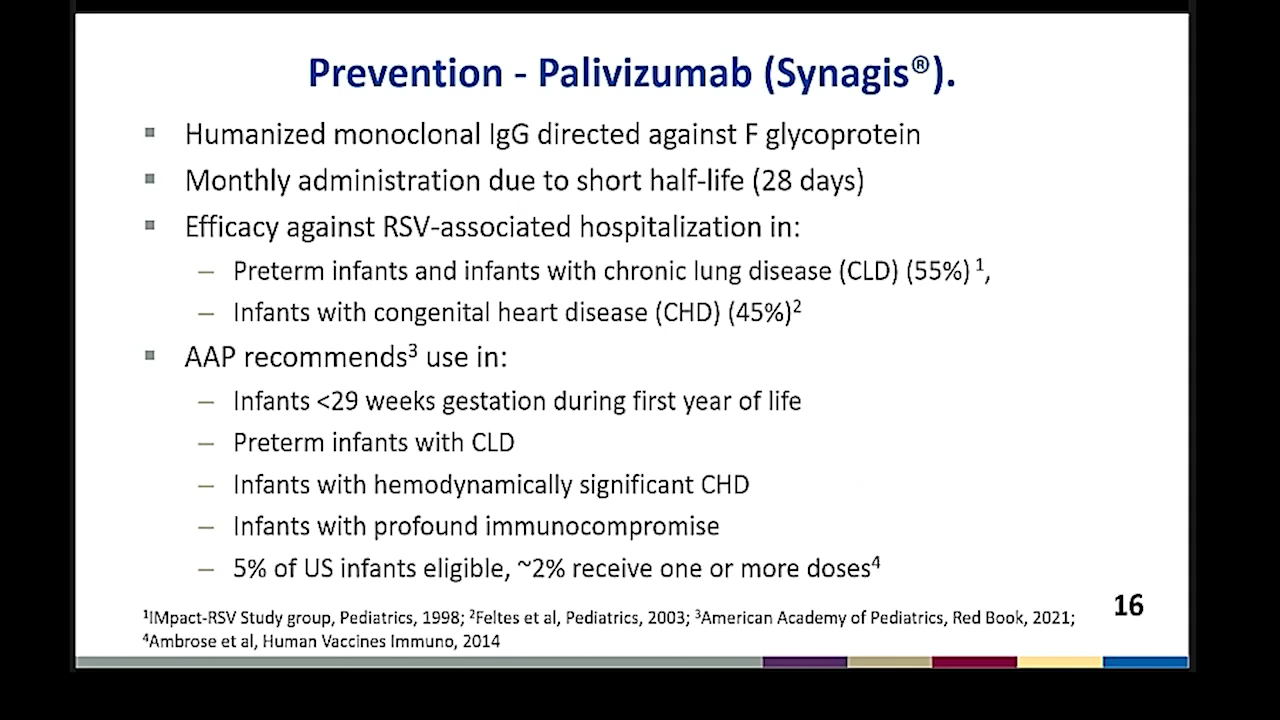 Prevention - Palivizumab (Synagis®).
▪ Humanized monoclonal IgG directed against F glycoprotein
▪ Monthly administration due to short half-life (28 days)
▪ Efficacy against RSV-associated hospitalization in:
– Preterm infants and infants with chronic lung disease (CLD) (55%) ¹,
– Infants with congenital heart disease (CHD) (45%)²
▪ AAP recommends³ use in:
– Infants <29 weeks gestation during first year of life
– Preterm infants with CLD
– Infants with hemodynamically significant CHD
– Infants with profound immunocompromise
– 5% of US infants eligible, ~2% receive one or more doses⁴
¹IMpact-RSV Study group, Pediatrics, 1998; ²Feltes et al, Pediatrics, 2003; ³American Academy of Pediatrics, Red Book, 2021;
⁴Ambrose et al, Human Vaccines Immuno, 2014
16